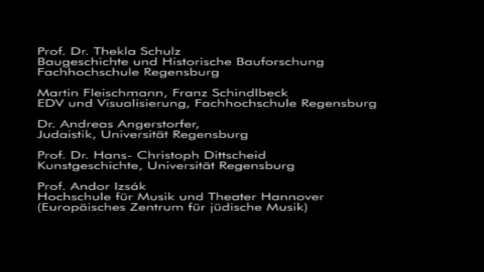 Prof. Dr. Thekla Schulz
Baugeschichte und Historische Bauforschung
Fachhochschule Regensburg
Martin Fleischmann, Franz Schindlbeck
EDV und Visualisierung, Fachhochschule Regensburg
Dr. Andreas Angerstorfer,
Judaistik, Universität Regensburg
Prof. Dr. Hans- Christoph Dittscheid
Kunstgeschichte, Universität Regensburg
Prof. Andor Izsák
Hochschule für Musik und Theater Hannover
(Europäisches Zentrum für jüdische Musik)